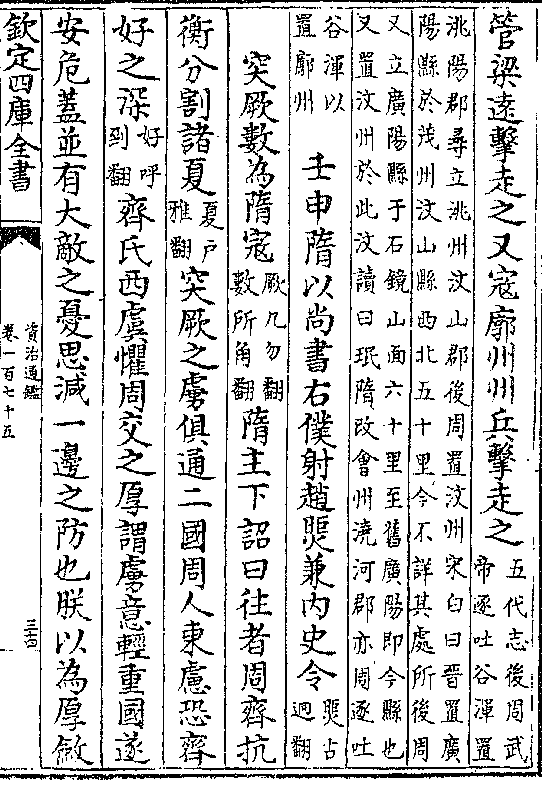 管梁遠擊走之又寇廓州州兵擊走之五代志後周武帝逐吐谷渾置
洮陽郡尋立洮州汶山郡後周置汶州宋白曰晉置廣
陽縣於茂州汶山縣西北五十里今不詳其處所後周
又立廣陽縣于石鏡山面六十里至舊廣陽即今縣也
又置汶州於此汶讀曰珉隋改會州澆河郡亦周逐吐
谷渾以置廓州 壬申隋以尚書右僕射趙煚兼内史令煚古迥翻
突厥數為隋寇厥几勿翻數所角翻隋主下詔曰往者周齊抗
衡分割諸夏夏户雅翻突厥之虜俱通二國周人東慮恐齊
好之深好呼到翻齊氏西虞懼周交之厚謂虜意輕重國遂
安危蓋並有大敵之憂思減一邊之防也朕以為厚斂
欽定四庫全書
資治通鑑
卷一百七十五
三十四